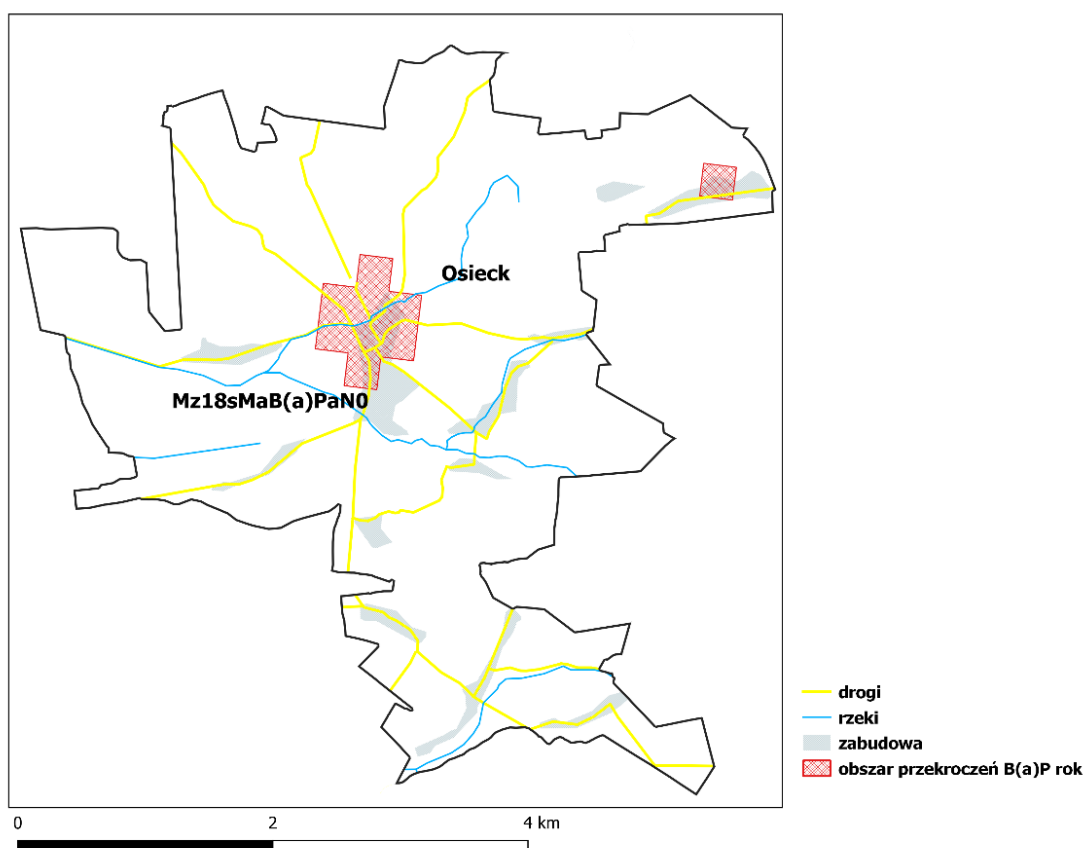 Osieck
Mz18sMaB(a)PaN0
drogi
rzeki
zabudowa
obszar przekroczeń B(a)P rok
0 2 4 km